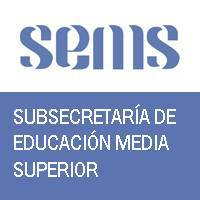 sems
SUBSECRETARÍA DE
EDUCACIÓN MEDIA
SUPERIOR